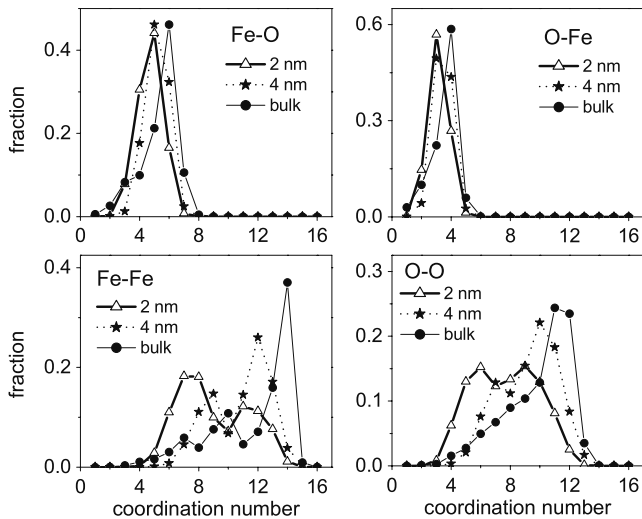 Fe-O
2 nm
4 nm
bulk
fraction
0.4
0.2
0.0
0 4 8 12 16
O-Fe
2 nm
4 nm
bulk
0.6
0.3
0.0
0 4 8 12 16
Fe-Fe
2 nm
4 nm
bulk
fraction
0.4
0.2
0.0
0 4 8 12 16
coordination number
O-O
2 nm
4 nm
bulk
0.3
0.2
0.1
0.0
0 4 8 12 16
coordination number